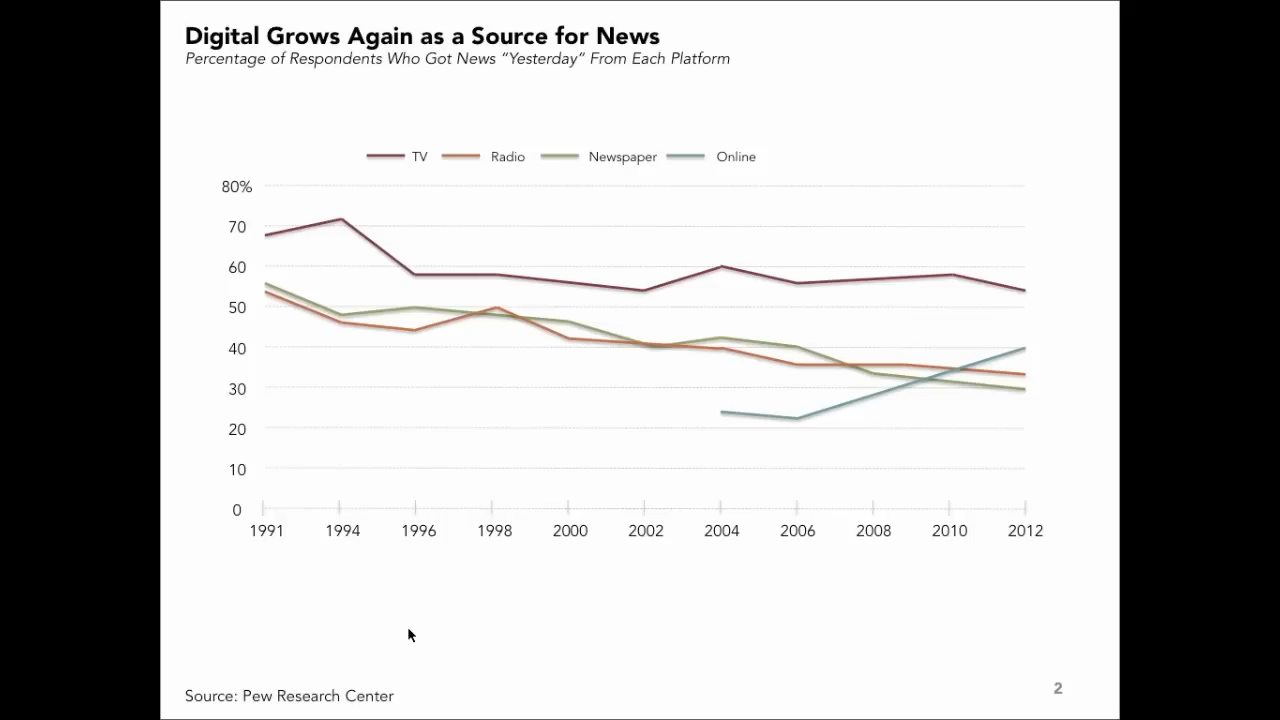 Digital Grows Again as a Source for News
Percentage of Respondents Who Got News “Yesterday” From Each Platform
TV Radio Newspaper Online
80%
70
60
50
40
30
20
10
0
1991 1994 1996 1998 2000 2002 2004 2006 2008 2010 2012
Source: Pew Research Center
2